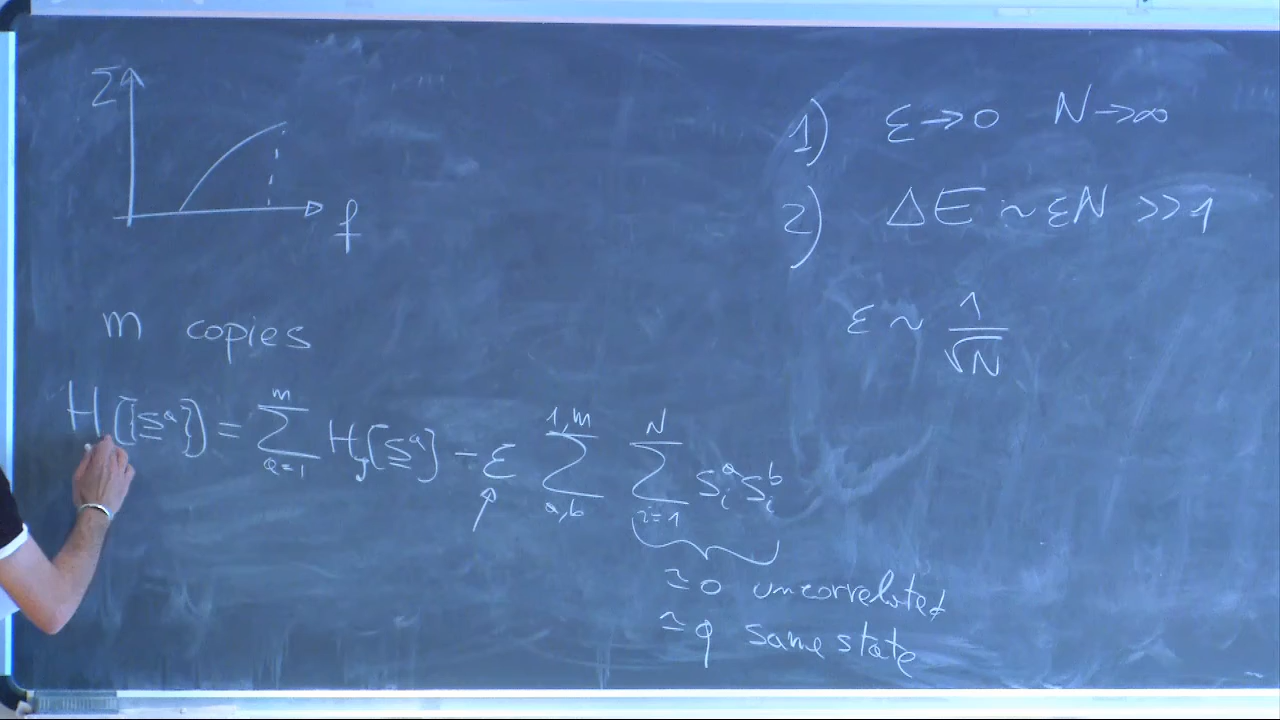 Σ
f
m copies
H[{S^a}] = Σ_{a=1}^{m} H_J[S^a] - ε Σ_{a,b}^{1,m} Σ_{i=1}^{N} S_i^a S_i^b
≃ 0 uncorrelated
≃ q same state
1) ε → 0 N → ∞
2) ΔE ~ εN >> 1
ε ~ 1/√N